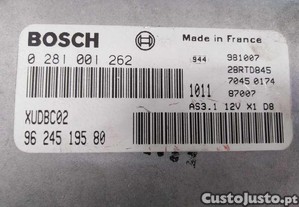 BOSCH
Made in France
0 281 001 262
944 981007
28RTD845
7045 0174
1011 87007
AS3.1 12V X1 D8
XUDBC02
96 245 195 80
CustoJusto.pt